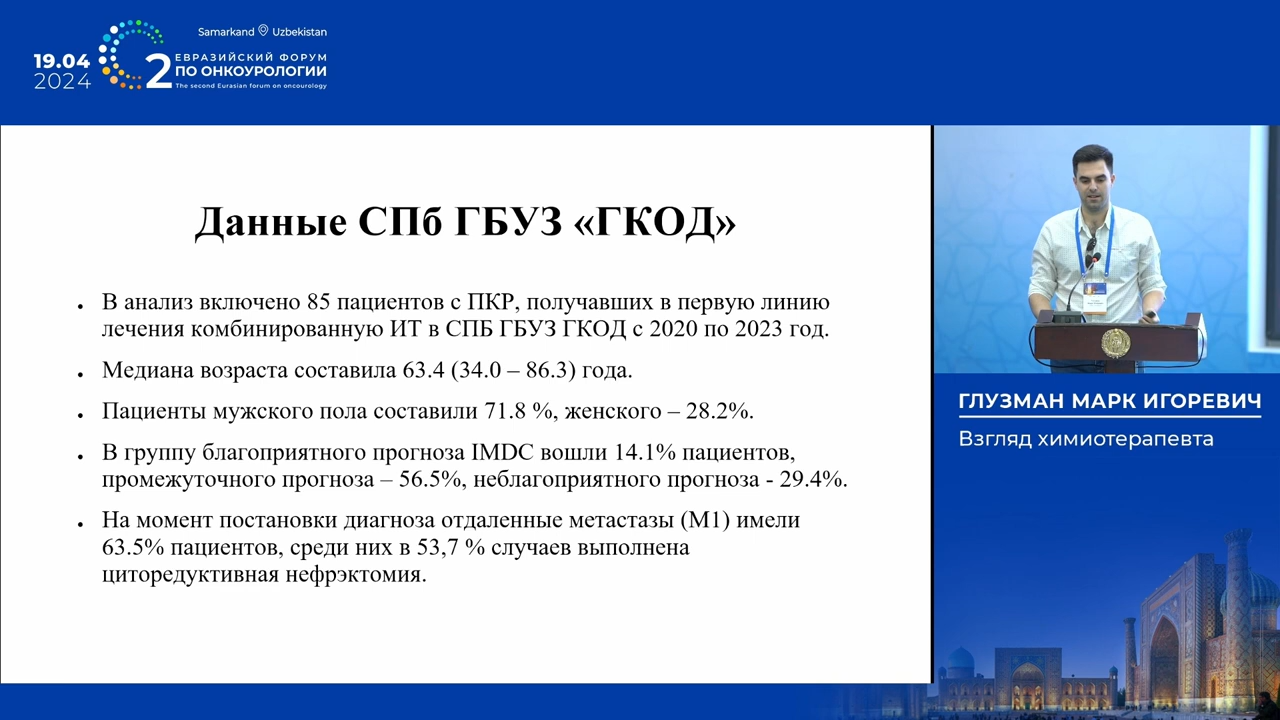 Samarkand Uzbekistan
19.04
2024
2
ЕВРАЗИЙСКИЙ ФОРУМ
ПО ОНКОУРОЛОГИИ
The second Eurasian forum on oncourology
Данные СПб ГБУЗ «ГКОД»
• В анализ включено 85 пациентов с ПКР, получавших в первую линию
лечения комбинированную ИТ в СПБ ГБУЗ ГКОД с 2020 по 2023 год.
• Медиана возраста составила 63.4 (34.0 – 86.3) года.
• Пациенты мужского пола составили 71.8 %, женского – 28.2%.
• В группу благоприятного прогноза IMDC вошли 14.1% пациентов,
промежуточного прогноза – 56.5%, неблагоприятного прогноза - 29.4%.
• На момент постановки диагноза отдаленные метастазы (М1) имели
63.5% пациентов, среди них в 53,7 % случаев выполнена
циторедуктивная нефрэктомия.
ГЛУЗМАН МАРК ИГОРЕВИЧ
Взгляд химиотерапевта